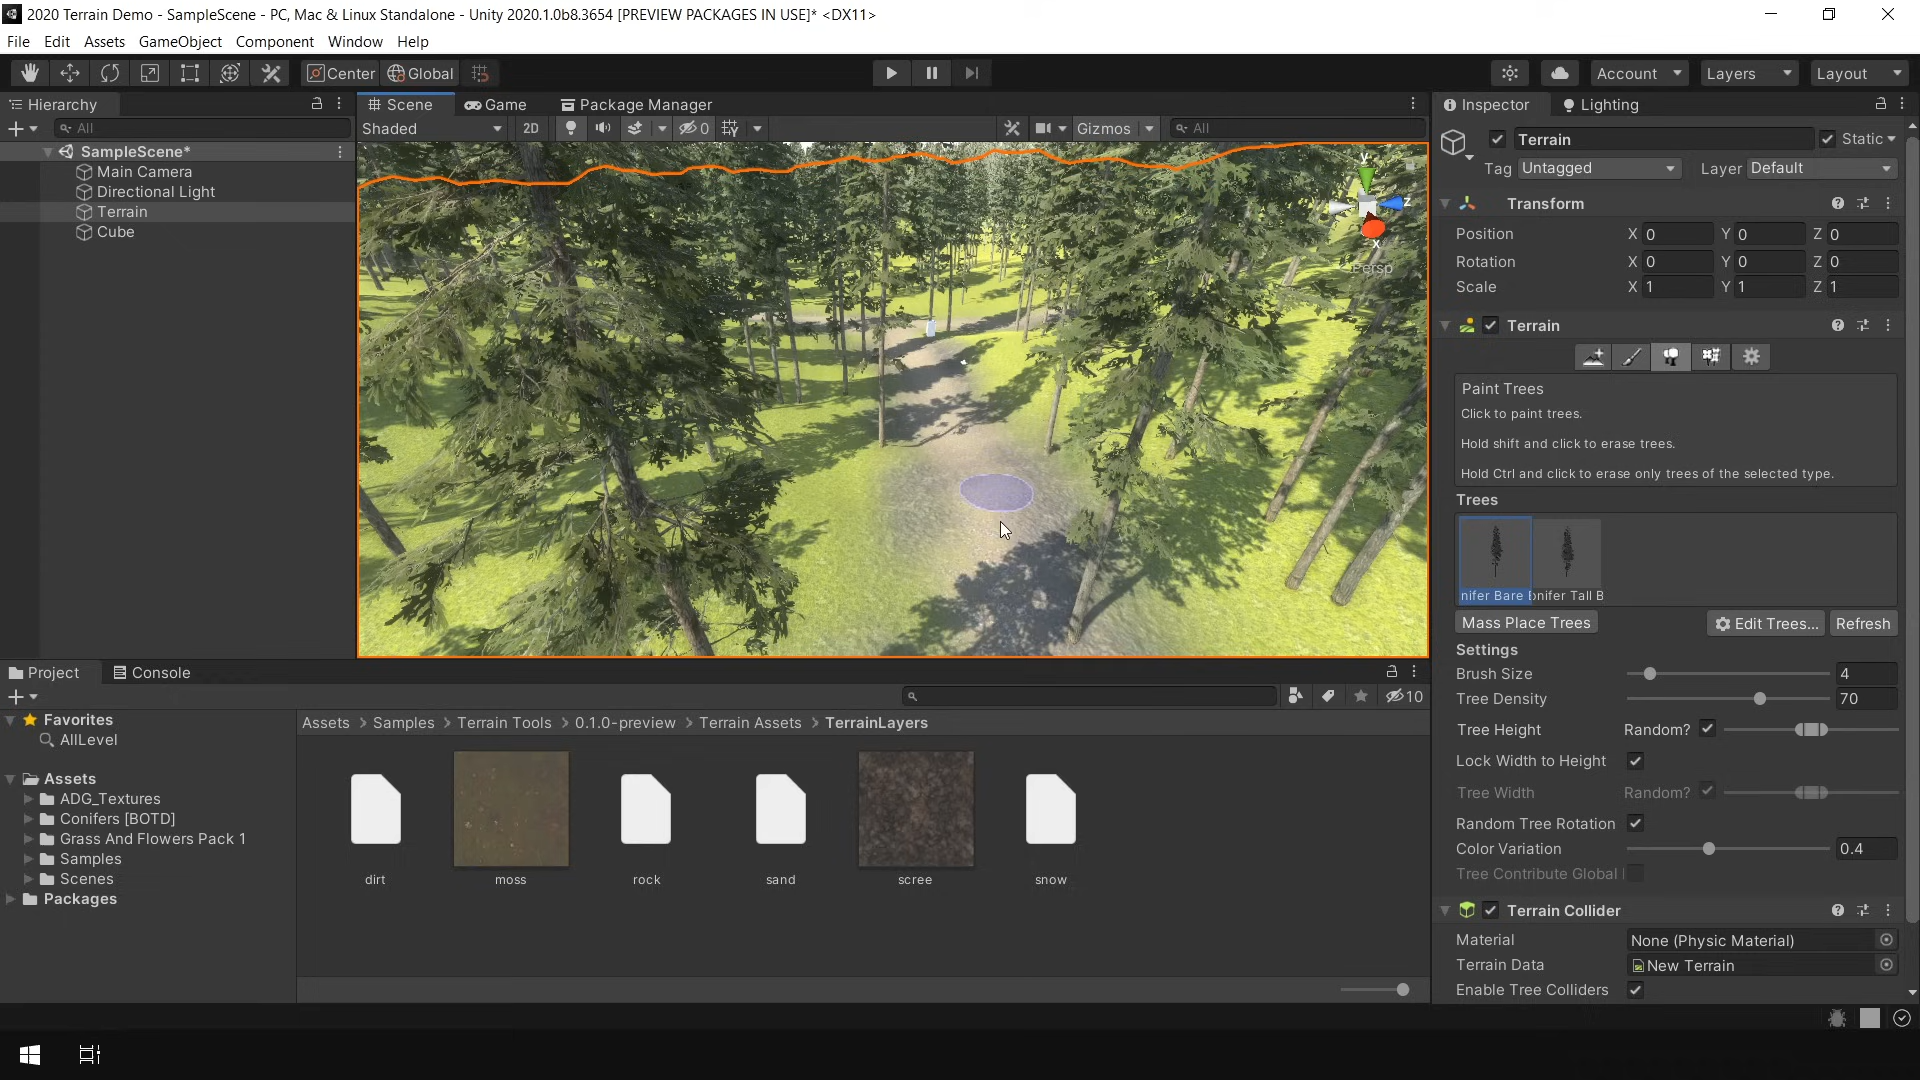 2020 Terrain Demo - SampleScene - PC, Mac & Linux Standalone - Unity 2020.1.0b8.3654 [PREVIEW PACKAGES IN USE]* <DX11>
File Edit Assets GameObject Component Window Help
Center Global Account Layers Layout
Hierarchy
All
SampleScene*
Main Camera
Directional Light
Terrain
Cube
Scene Game Package Manager
Shaded 2D 0 Gizmos All
y
z
x
Persp
Inspector Lighting
Terrain Static
Tag Untagged Layer Default
Transform
Position X 0 Y 0 Z 0
Rotation X 0 Y 0 Z 0
Scale X 1 Y 1 Z 1
Terrain
Paint Trees
Click to paint trees.
Hold shift and click to erase trees.
Hold Ctrl and click to erase only trees of the selected type.
Trees
nifer Bare B onifer Tall B
Mass Place Trees Edit Trees... Refresh
Settings
Brush Size 4
Tree Density 70
Tree Height Random?
Lock Width to Height
Tree Width Random?
Random Tree Rotation
Color Variation 0.4
Tree Contribute Global I
Terrain Collider
Material None (Physic Material)
Terrain Data New Terrain
Enable Tree Colliders
Project Console
10
Favorites
AllLevel
Assets
ADG_Textures
Conifers [BOTD]
Grass And Flowers Pack 1
Samples
Scenes
Packages
Assets > Samples > Terrain Tools > 0.1.0-preview > Terrain Assets > TerrainLayers
dirt moss rock sand scree snow